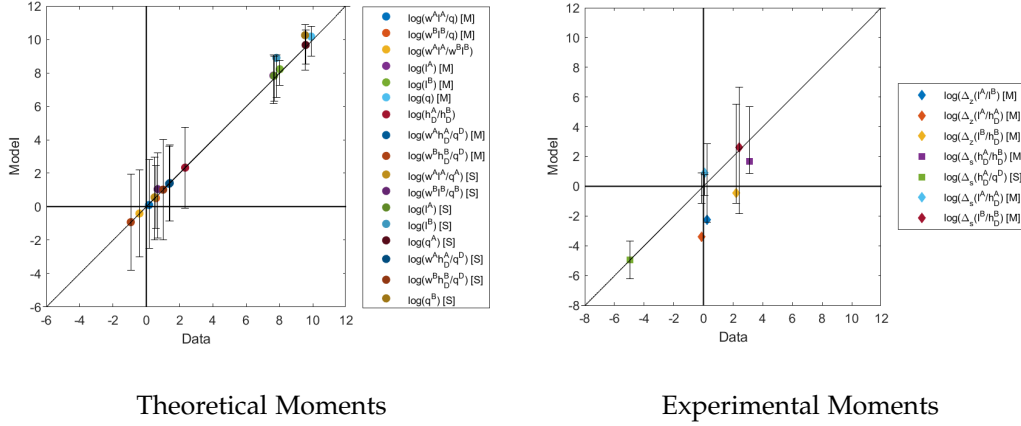 12
10
8
6
4
2
0
-2
-4
-6
Model
-6 -4 -2 0 2 4 6 8 10 12
Data
log(w^A l^A/q) [M]
log(w^B l^B/q) [M]
log(w^A l^A/w^B l^B)
log(l^A) [M]
log(l^B) [M]
log(q) [M]
log(h_D^A/h_D^B)
log(w^A h_D^A/q^D) [M]
log(w^B h_D^B/q^D) [M]
log(w^A l^A/q^A) [S]
log(w^B l^B/q^B) [S]
log(l^A) [S]
log(l^B) [S]
log(q^A) [S]
log(w^A h_D^A/q^D) [S]
log(w^B h_D^B/q^D) [S]
log(q^B) [S]
12
10
8
6
4
2
0
-2
-4
-6
-8
Model
-8 -6 -4 -2 0 2 4 6 8 10 12
Data
log(Δ_z(l^A/l^B) [M]
log(Δ_z(l^A/h_D^A) [M]
log(Δ_z(l^B/h_D^B) [M]
log(Δ_s(h_D^A/h_D^B) [M]
log(Δ_s(h_D^A/q^D) [S]
log(Δ_s(l^A/h_D^A) [M]
log(Δ_s(l^B/h_D^B) [M]
Theoretical Moments
Experimental Moments